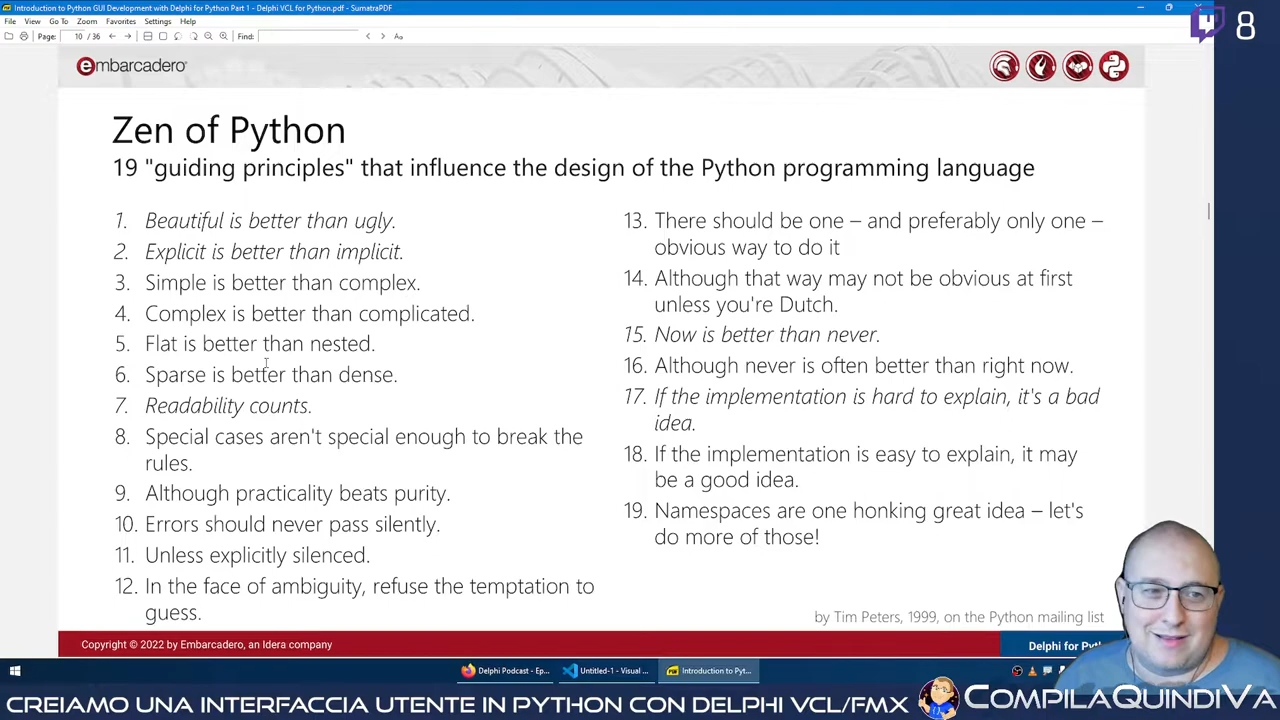 Introduction to Python GUI Development with Delphi for Python Part 1 - Delphi VCL for Python.pdf - SumatraPDF
File View Go To Zoom Favorites Settings Help
Page: 10 / 36 Find: Aa
8
embarcadero
Zen of Python
19 "guiding principles" that influence the design of the Python programming language
1. Beautiful is better than ugly.
2. Explicit is better than implicit.
3. Simple is better than complex.
4. Complex is better than complicated.
5. Flat is better than nested.
6. Sparse is better than dense.
7. Readability counts.
8. Special cases aren't special enough to break the
rules.
9. Although practicality beats purity.
10. Errors should never pass silently.
11. Unless explicitly silenced.
12. In the face of ambiguity, refuse the temptation to
guess.
13. There should be one – and preferably only one –
obvious way to do it
14. Although that way may not be obvious at first
unless you're Dutch.
15. Now is better than never.
16. Although never is often better than right now.
17. If the implementation is hard to explain, it's a bad
idea.
18. If the implementation is easy to explain, it may
be a good idea.
19. Namespaces are one honking great idea – let's
do more of those!
by Tim Peters, 1999, on the Python mailing list
Copyright © 2022 by Embarcadero, an Idera company
Delphi for Pyth
Delphi Podcast - Ep... Untitled-1 - Visual ... Introduction to Pyt...
CREIAMO UNA INTERFACCIA UTENTE IN PYTHON CON DELPHI VCL/FMX
COMPILAQUINDIVA